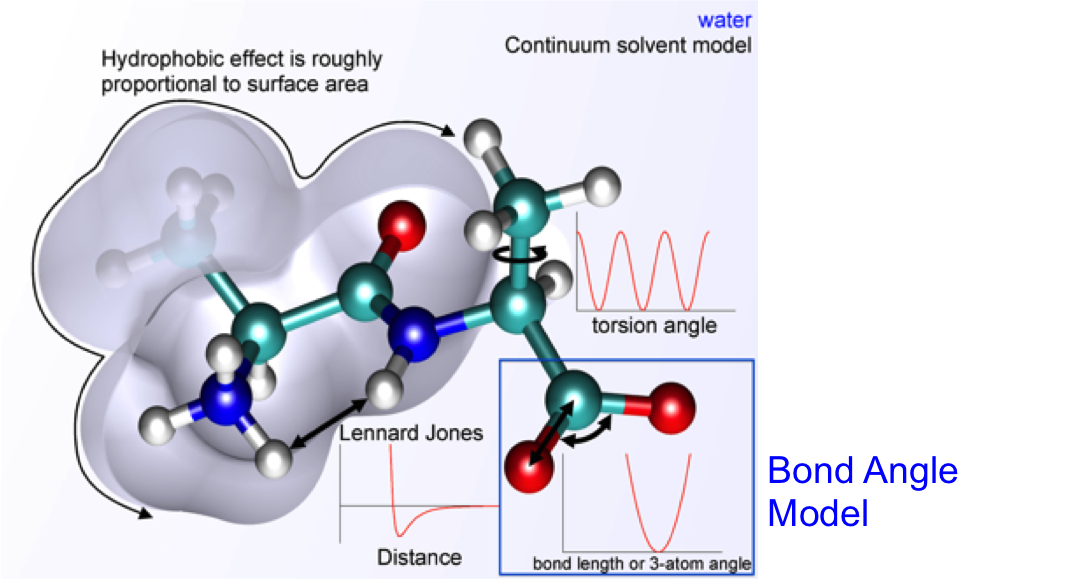 water
Continuum solvent model
Hydrophobic effect is roughly
proportional to surface area
torsion angle
Lennard Jones
Distance
bond length or 3-atom angle
Bond Angle
Model